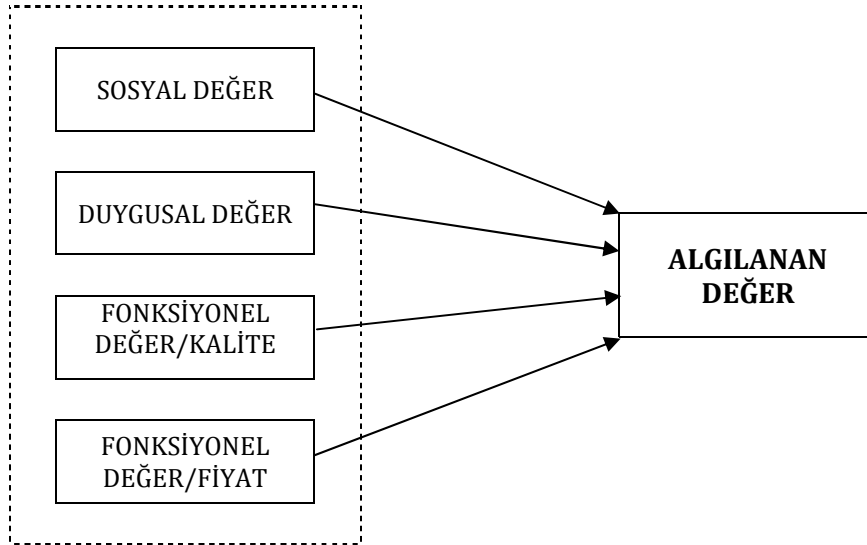 SOSYAL DEĞER
DUYGUSAL DEĞER
FONKSİYONEL
DEĞER/KALİTE
FONKSİYONEL
DEĞER/FİYAT
ALGILANAN
DEĞER